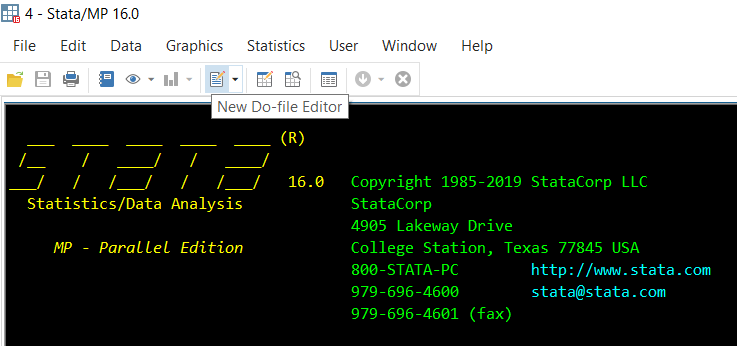 4 - Stata/MP 16.0
File Edit Data Graphics Statistics User Window Help
New Do-file Editor
___ ____ ____ ____ ____ (R)
/__ / ____/ / ____/
___/ / /___/ / /___/ 16.0 Copyright 1985-2019 StataCorp LLC
Statistics/Data Analysis StataCorp
4905 Lakeway Drive
MP - Parallel Edition College Station, Texas 77845 USA
800-STATA-PC http://www.stata.com
979-696-4600 stata@stata.com
979-696-4601 (fax)